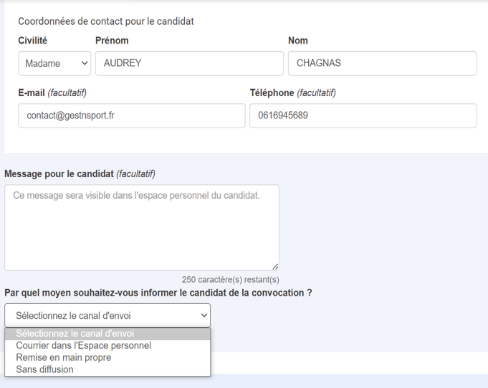 Coordonnées de contact pour le candidat
Civilité Prénom Nom
Madame AUDREY CHAGNAS
E-mail (facultatif) Téléphone (facultatif)
contact@gestnsport.fr 0616945689
Message pour le candidat (facultatif)
Ce message sera visible dans l'espace personnel du candidat.
250 caractère(s) restant(s)
Par quel moyen souhaitez-vous informer le candidat de la convocation ?
Sélectionnez le canal d'envoi
Sélectionnez le canal d'envoi
Courrier dans l'Espace personnel
Remise en main propre
Sans diffusion